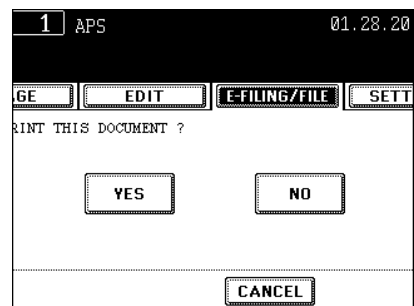 1 APS 01.28.20
.GE EDIT E-FILING/FILE SETT
RINT THIS DOCUMENT ?
YES NO
CANCEL